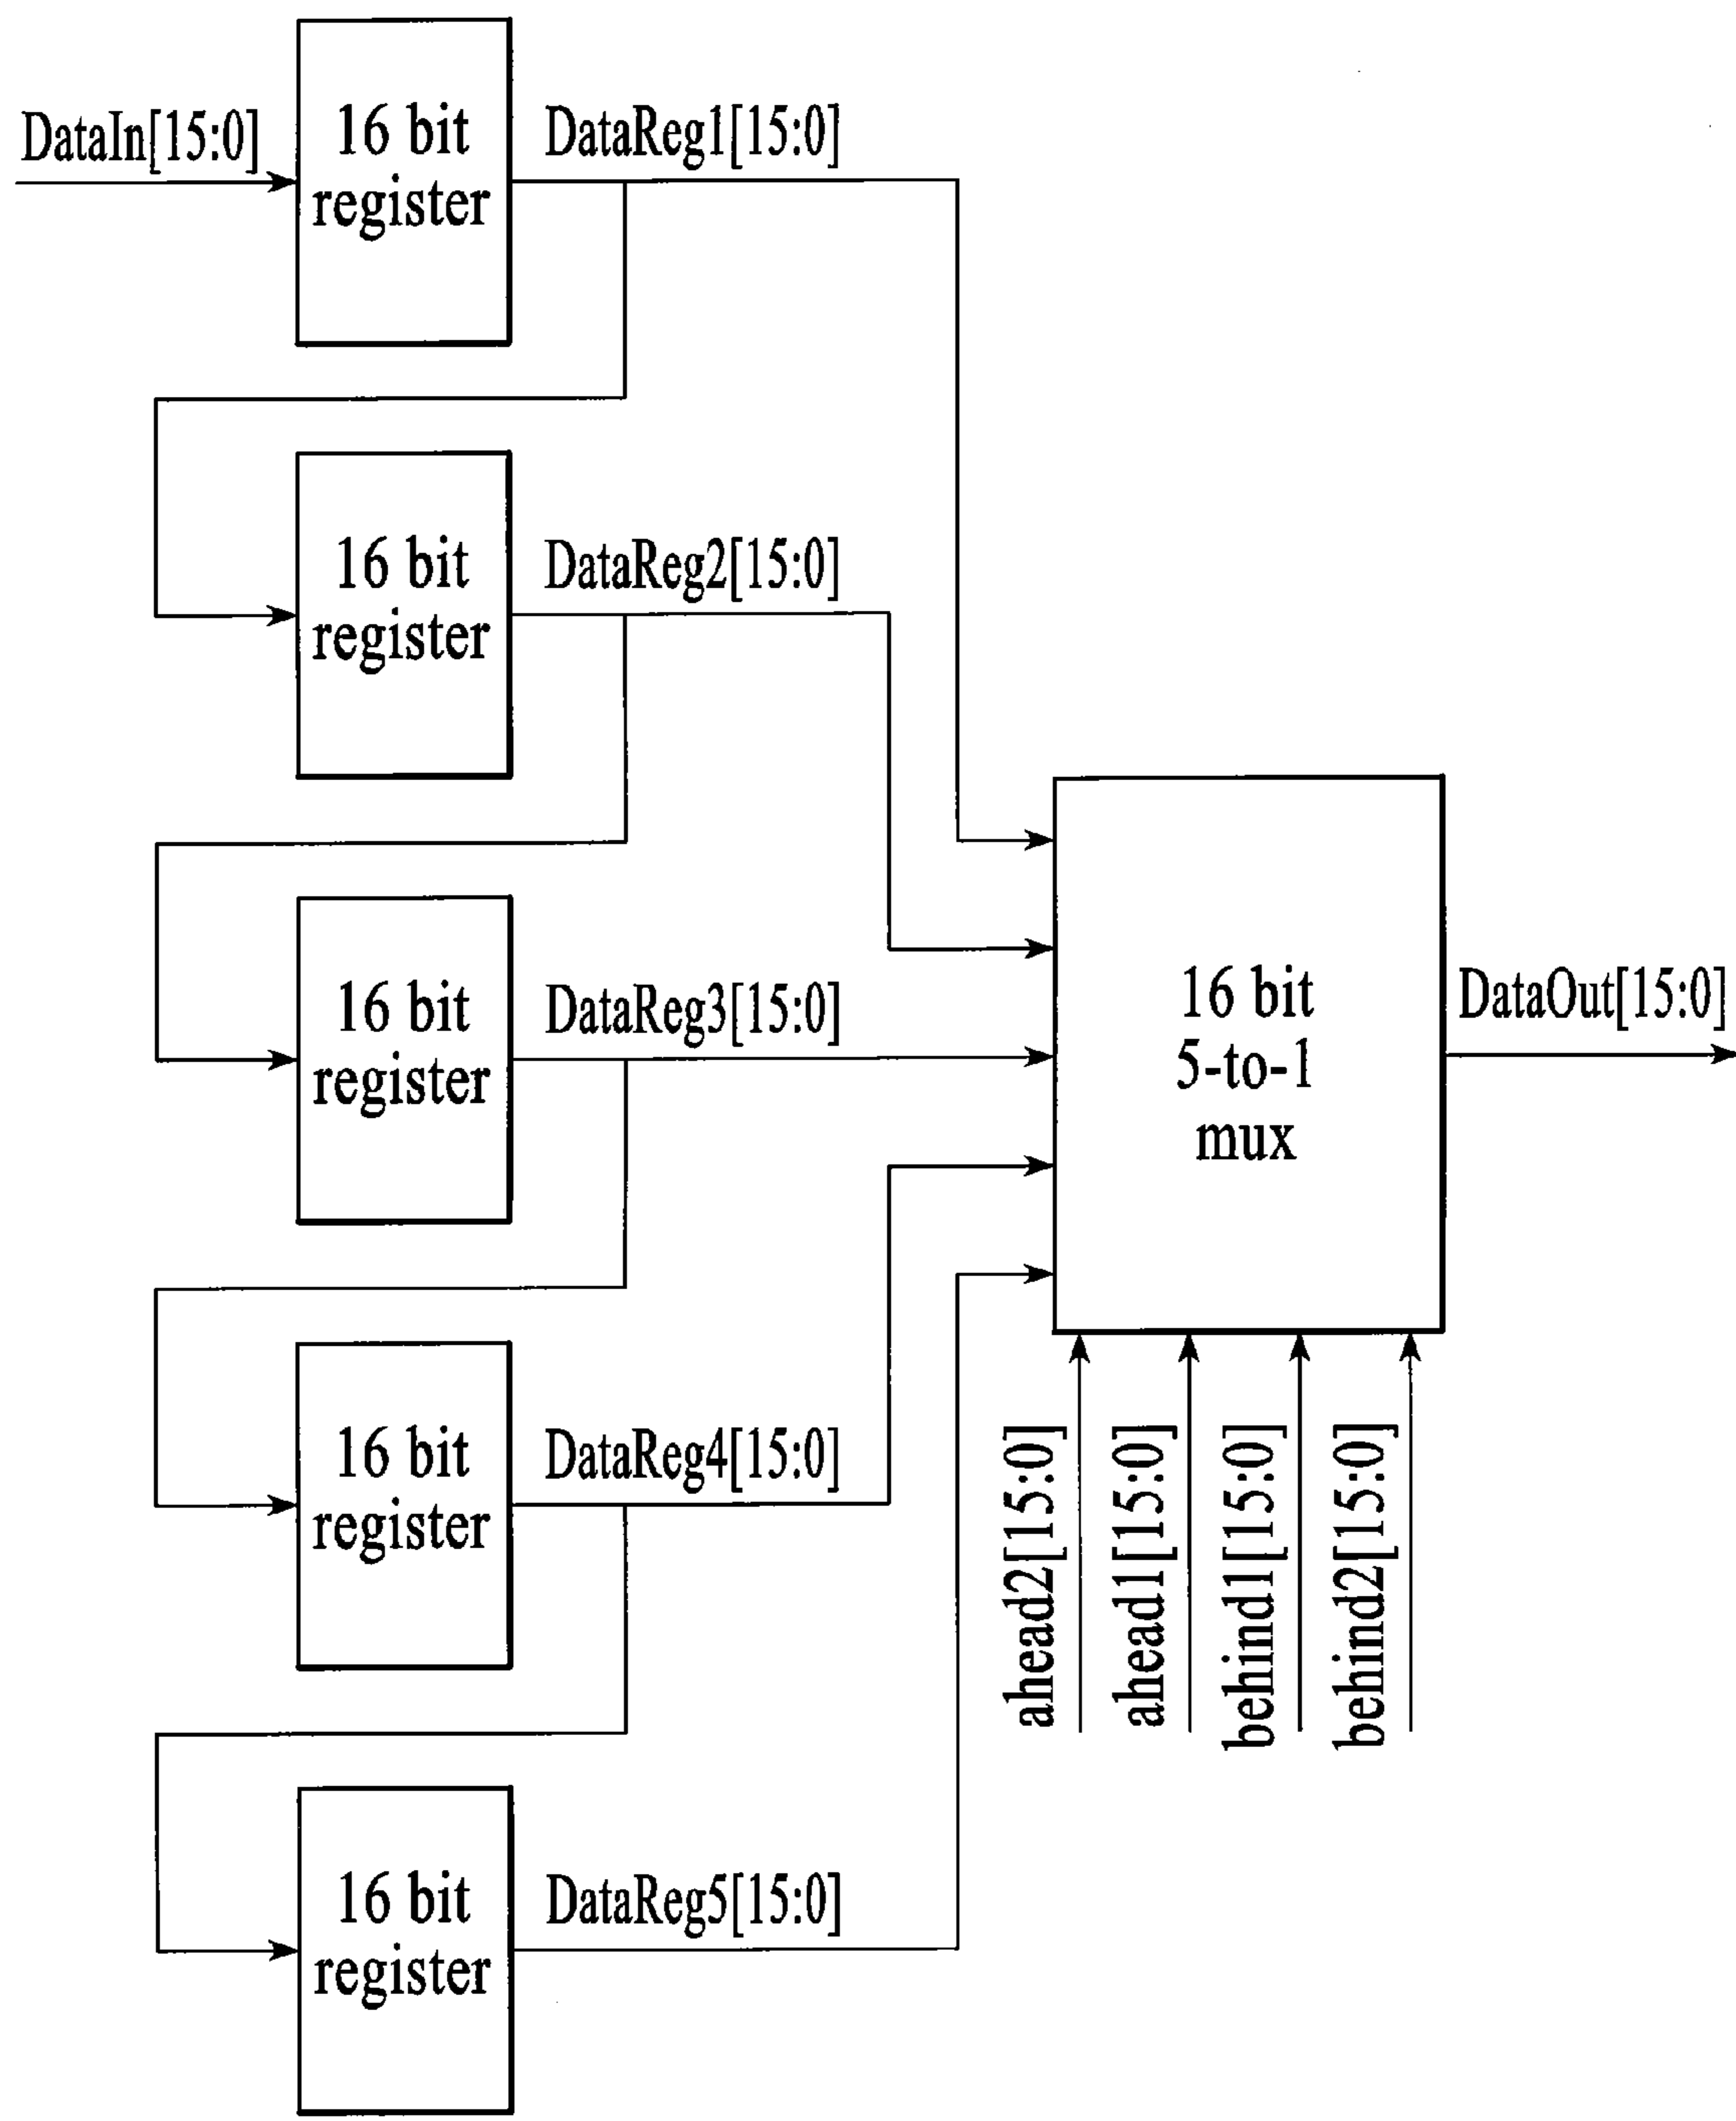 DataIn[15:0]
16 bit
register
DataReg1[15:0]
16 bit
register
DataReg2[15:0]
16 bit
register
DataReg3[15:0]
16 bit
register
DataReg4[15:0]
16 bit
register
DataReg5[15:0]
16 bit
5-to-1
mux
DataOut[15:0]
ahead2[15:0]
ahead1[15:0]
behind1[15:0]
behind2[15:0]